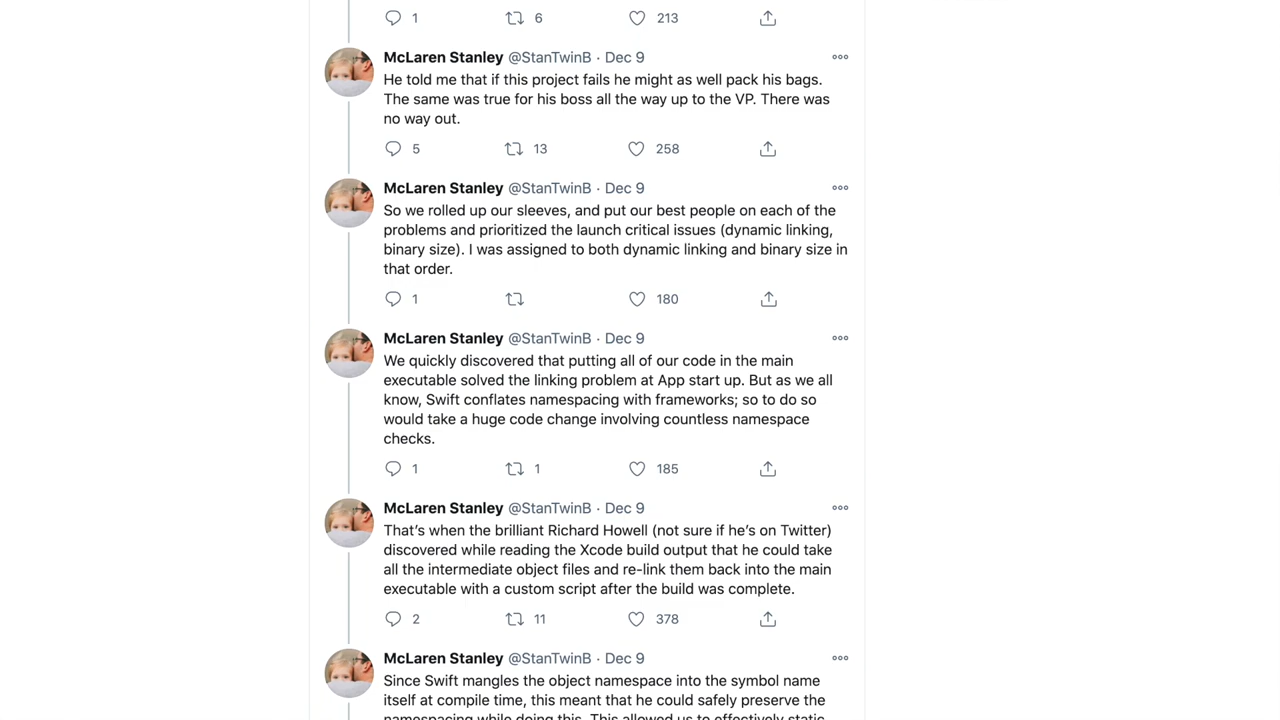 1 6 213
McLaren Stanley @StanTwinB · Dec 9
He told me that if this project fails he might as well pack his bags.
The same was true for his boss all the way up to the VP. There was
no way out.
5 13 258
McLaren Stanley @StanTwinB · Dec 9
So we rolled up our sleeves, and put our best people on each of the
problems and prioritized the launch critical issues (dynamic linking,
binary size). I was assigned to both dynamic linking and binary size in
that order.
1 180
McLaren Stanley @StanTwinB · Dec 9
We quickly discovered that putting all of our code in the main
executable solved the linking problem at App start up. But as we all
know, Swift conflates namespacing with frameworks; so to do so
would take a huge code change involving countless namespace
checks.
1 1 185
McLaren Stanley @StanTwinB · Dec 9
That's when the brilliant Richard Howell (not sure if he's on Twitter)
discovered while reading the Xcode build output that he could take
all the intermediate object files and re-link them back into the main
executable with a custom script after the build was complete.
2 11 378
McLaren Stanley @StanTwinB · Dec 9
Since Swift mangles the object namespace into the symbol name
itself at compile time, this meant that he could safely preserve the
namespacing while doing this. This allowed us to effectively static